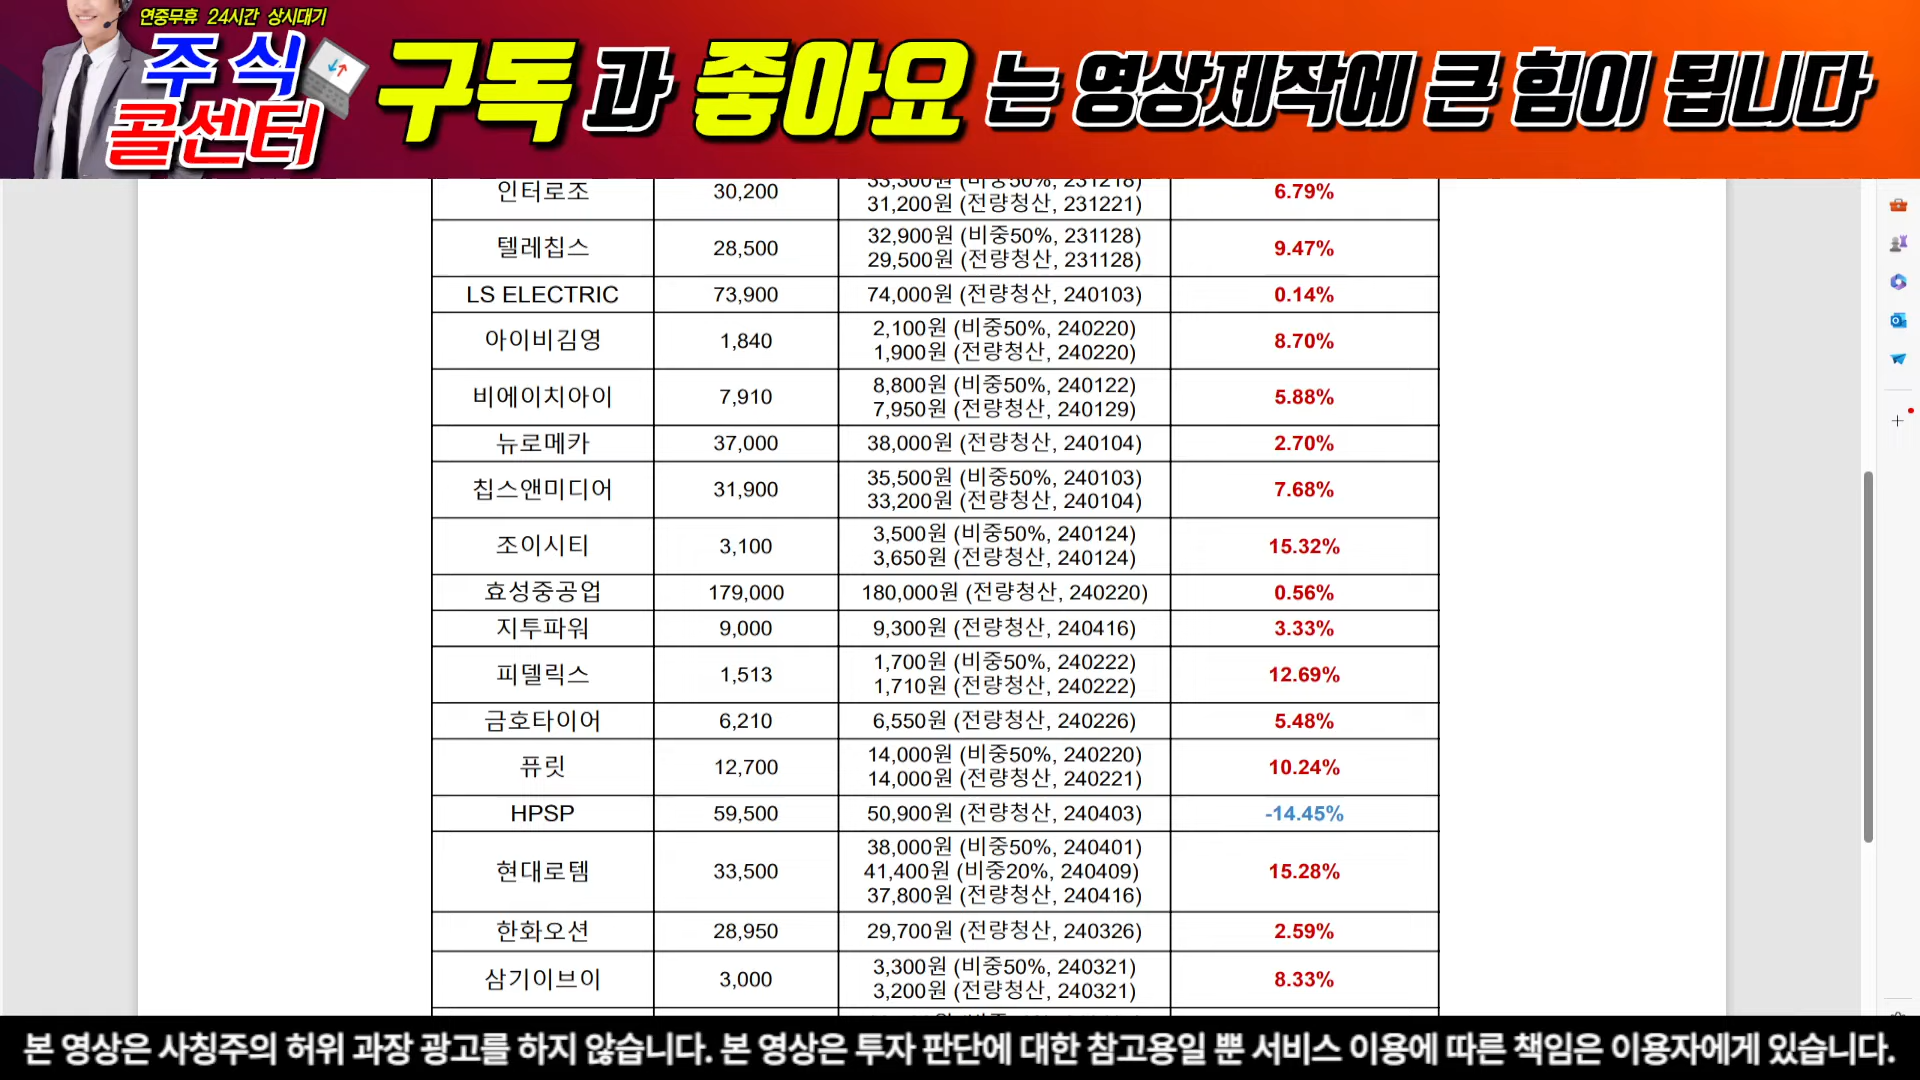 연중무휴 24시간 상시대기
주식
콜센터
구독과 좋아요는 영상제작에 큰 힘이 됩니다
인터로조 30,200 33,300원 (비중50%, 231218) 6.79%
31,200원 (전량청산, 231221)
텔레칩스 28,500 32,900원 (비중50%, 231128) 9.47%
29,500원 (전량청산, 231128)
LS ELECTRIC 73,900 74,000원 (전량청산, 240103) 0.14%
아이비김영 1,840 2,100원 (비중50%, 240220) 8.70%
1,900원 (전량청산, 240220)
비에이치아이 7,910 8,800원 (비중50%, 240122) 5.88%
7,950원 (전량청산, 240129)
뉴로메카 37,000 38,000원 (전량청산, 240104) 2.70%
칩스앤미디어 31,900 35,500원 (비중50%, 240103) 7.68%
33,200원 (전량청산, 240104)
조이시티 3,100 3,500원 (비중50%, 240124) 15.32%
3,650원 (전량청산, 240124)
효성중공업 179,000 180,000원 (전량청산, 240220) 0.56%
지투파워 9,000 9,300원 (전량청산, 240416) 3.33%
피델릭스 1,513 1,700원 (비중50%, 240222) 12.69%
1,710원 (전량청산, 240222)
금호타이어 6,210 6,550원 (전량청산, 240226) 5.48%
퓨릿 12,700 14,000원 (비중50%, 240220) 10.24%
14,000원 (전량청산, 240221)
HPSP 59,500 50,900원 (전량청산, 240403) -14.45%
현대로템 33,500 38,000원 (비중50%, 240401) 15.28%
41,400원 (비중20%, 240409)
37,800원 (전량청산, 240416)
한화오션 28,950 29,700원 (전량청산, 240326) 2.59%
삼기이브이 3,000 3,300원 (비중50%, 240321) 8.33%
3,200원 (전량청산, 240321)
본 영상은 사칭주의 허위 과장 광고를 하지 않습니다. 본 영상은 투자 판단에 대한 참고용일 뿐 서비스 이용에 따른 책임은 이용자에게 있습니다.